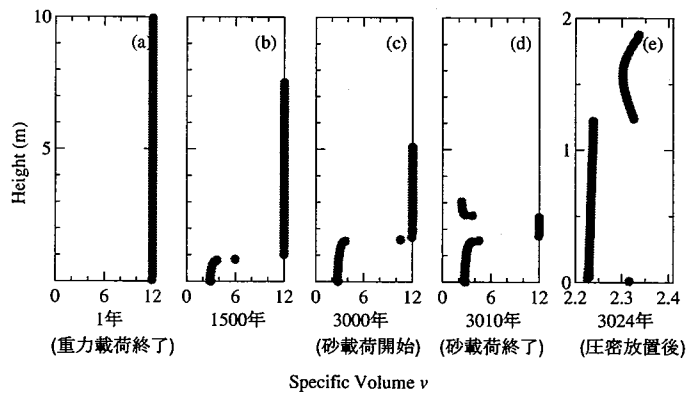 10
5
0
Height (m)
(a)
(b)
(c)
(d)
(e)
2
1
0
0 6 12
0 6 12
0 6 12
0 6 12
2.2 2.3 2.4
1年
(重力載荷終了)
1500年
3000年
(砂載荷開始)
3010年
(砂載荷終了)
3024年
(圧密放置後)
Specific Volume v